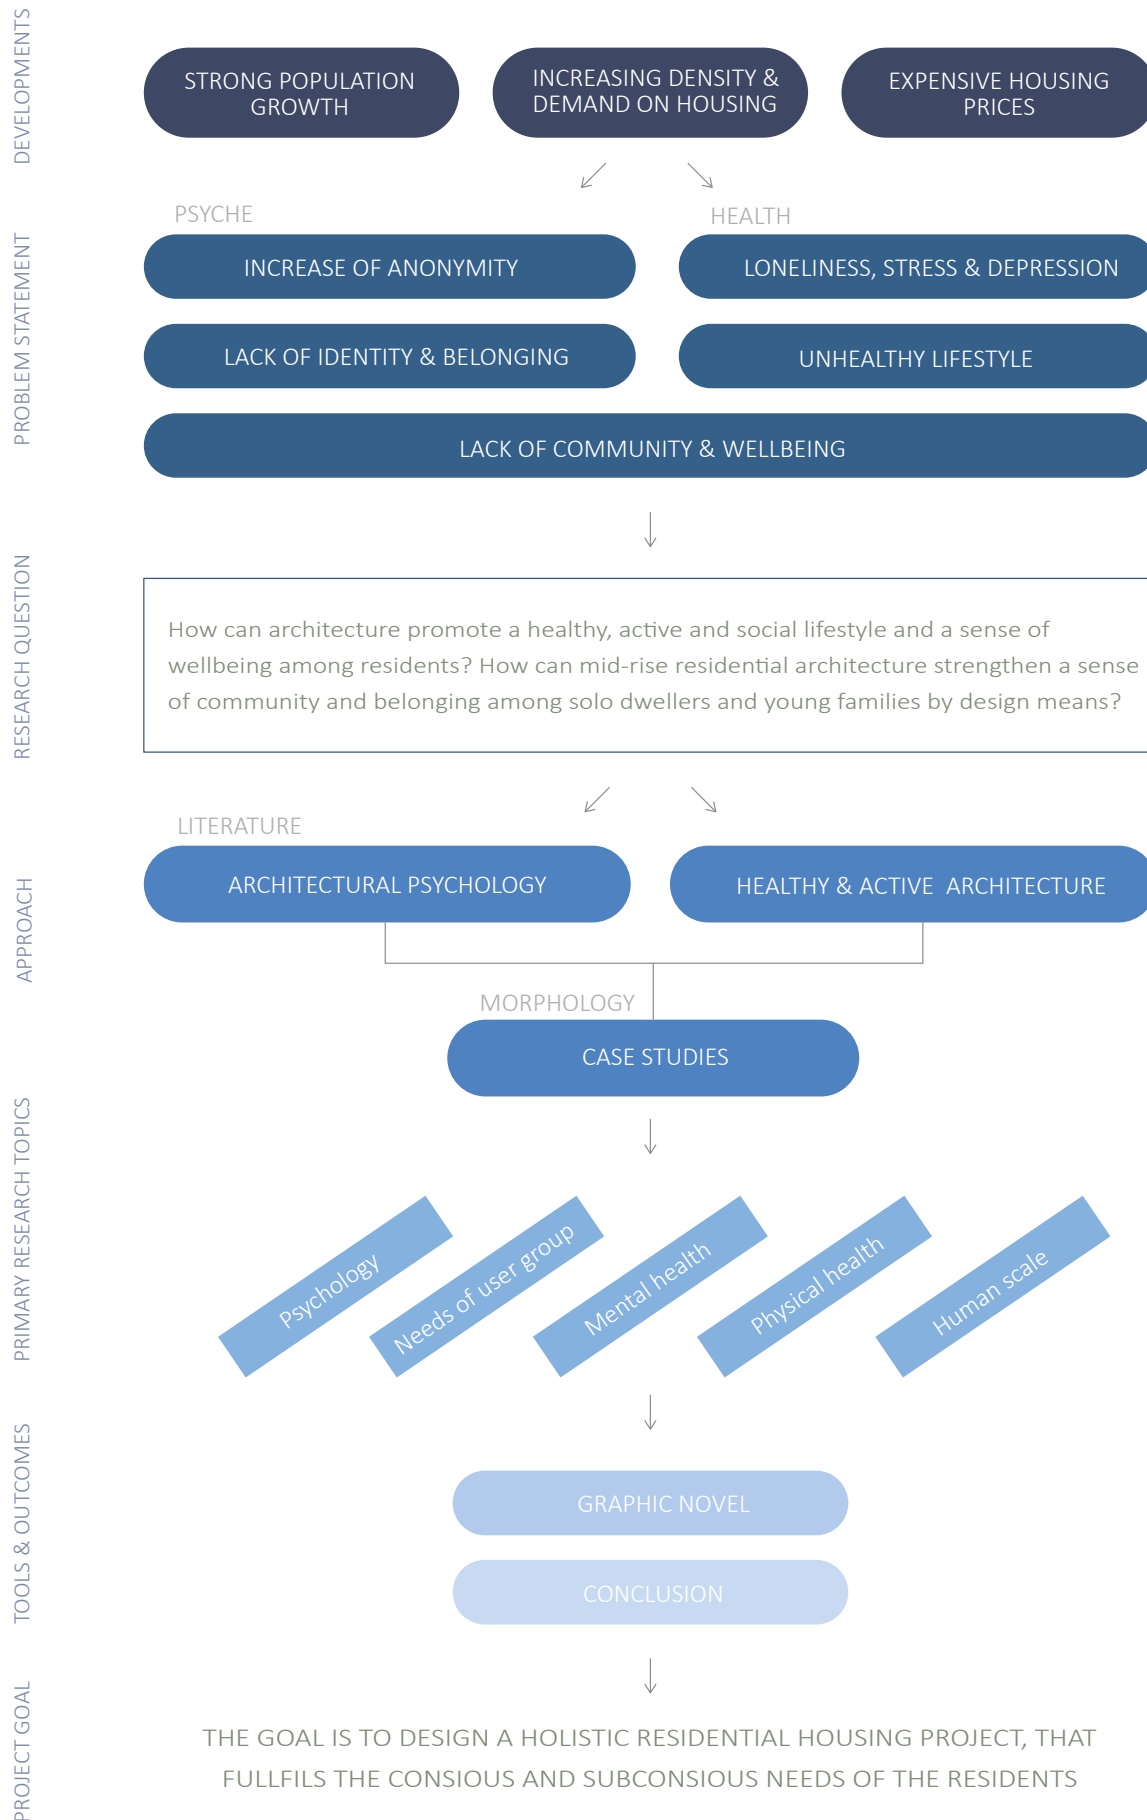 DEVELOPMENTS
STRONG POPULATION
GROWTH
INCREASING DENSITY &
DEMAND ON HOUSING
EXPENSIVE HOUSING
PRICES
PROBLEM STATEMENT
PSYCHE
HEALTH
INCREASE OF ANONYMITY
LONELINESS, STRESS & DEPRESSION
LACK OF IDENTITY & BELONGING
UNHEALTHY LIFESTYLE
LACK OF COMMUNITY & WELLBEING
RESEARCH QUESTION
How can architecture promote a healthy, active and social lifestyle and a sense of
wellbeing among residents? How can mid-rise residential architecture strengthen a sense
of community and belonging among solo dwellers and young families by design means?
APPROACH
LITERATURE
ARCHITECTURAL PSYCHOLOGY
HEALTHY & ACTIVE ARCHITECTURE
MORPHOLOGY
CASE STUDIES
PRIMARY RESEARCH TOPICS
Psychology
Needs of user group
Mental health
Physical health
Human scale
TOOLS & OUTCOMES
GRAPHIC NOVEL
CONCLUSION
PROJECT GOAL
THE GOAL IS TO DESIGN A HOLISTIC RESIDENTIAL HOUSING PROJECT, THAT
FULLFILS THE CONSIOUS AND SUBCONSIOUS NEEDS OF THE RESIDENTS